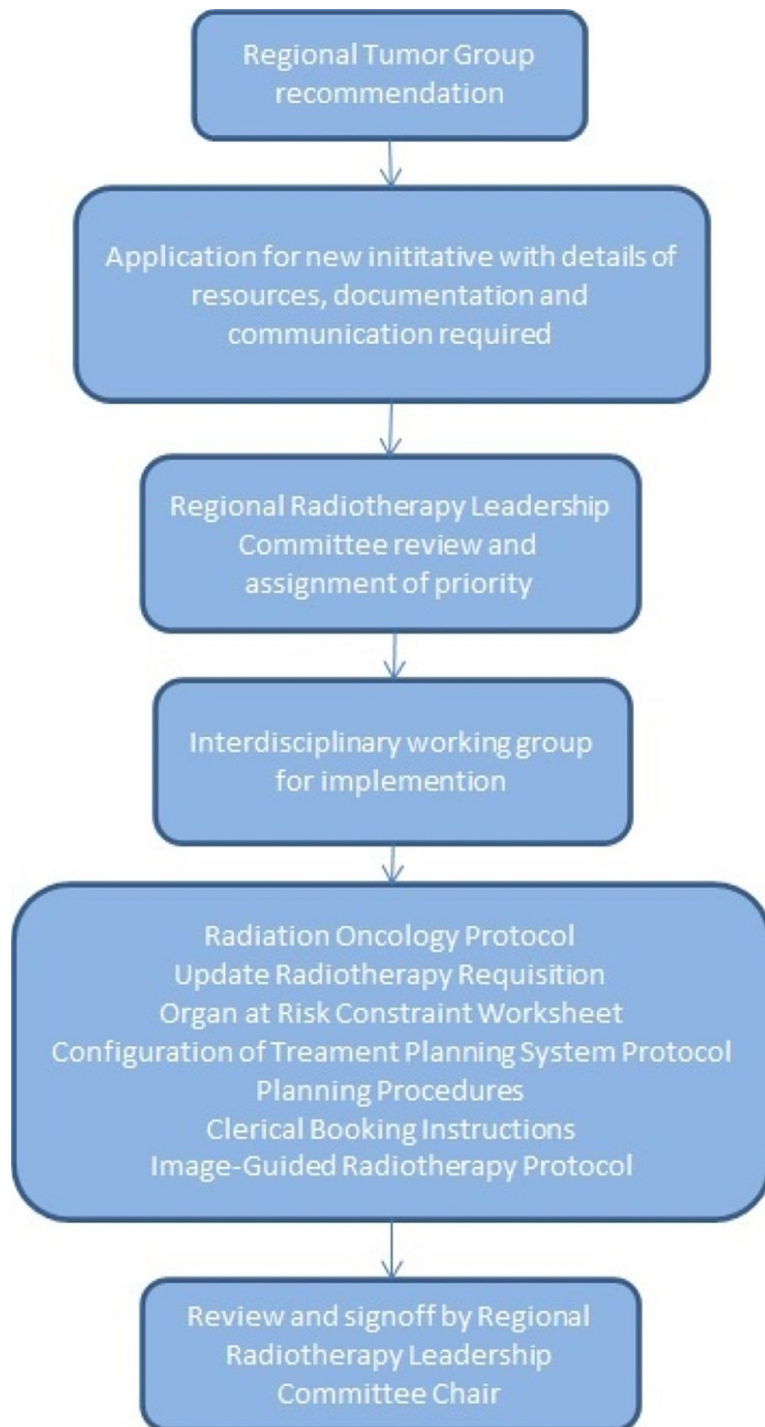 Regional Tumor Group
recommendation
Application for new inititative with details of
resources, documentation and
communication required
Regional Radiotherapy Leadership
Committee review and
assignment of priority
Interdisciplinary working group
for implemention
Radiation Oncology Protocol
Update Radiotherapy Requisition
Organ at Risk Constraint Worksheet
Configuration of Treament Planning System Protocol
Planning Procedures
Clerical Booking Instructions
Image-Guided Radiotherapy Protocol
Review and signoff by Regional
Radiotherapy Leadership
Committee Chair